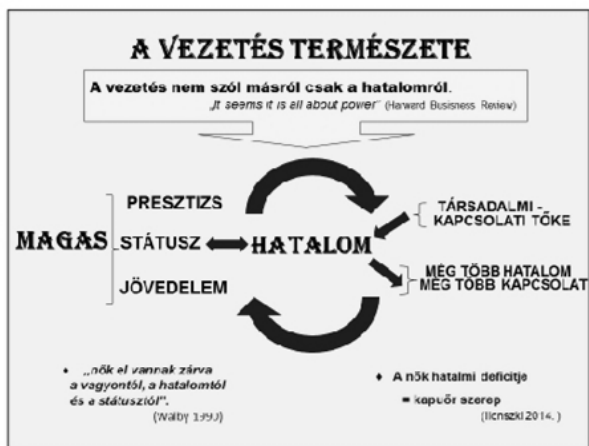 A VEZETÉS TERMÉSZETE
A vezetés nem szól másról csak a hatalomról.
„It seems it is all about power” (Harward Busisness Review)
MAGAS
PRESZTIZS
STÁTUSZ
JÖVEDELEM
HATALOM
TÁRSADALMI -
KAPCSOLATI TŐKE
MÉG TÖBB HATALOM
MÉG TÖBB KAPCSOLAT
• „nők el vannak zárva
a vagyontól, a hatalomtól
és a státusztól”.
(Walby 1990)
♦ A nők hatalmi deficitje
= kapuőr szerep
2014. )